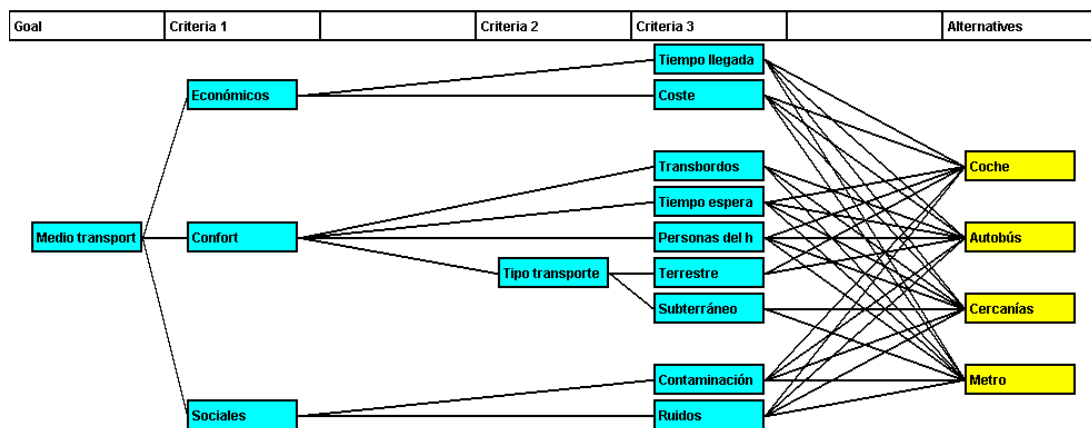 Goal
Criteria 1
Criteria 2
Criteria 3
Alternatives
Tiempo llegada
Económicos
Coste
Transbordos
Coche
Tiempo espera
Medio transport
Confort
Personas del h
Autobús
Tipo transporte
Terrestre
Subterráneo
Cercanías
Contaminación
Metro
Sociales
Ruidos